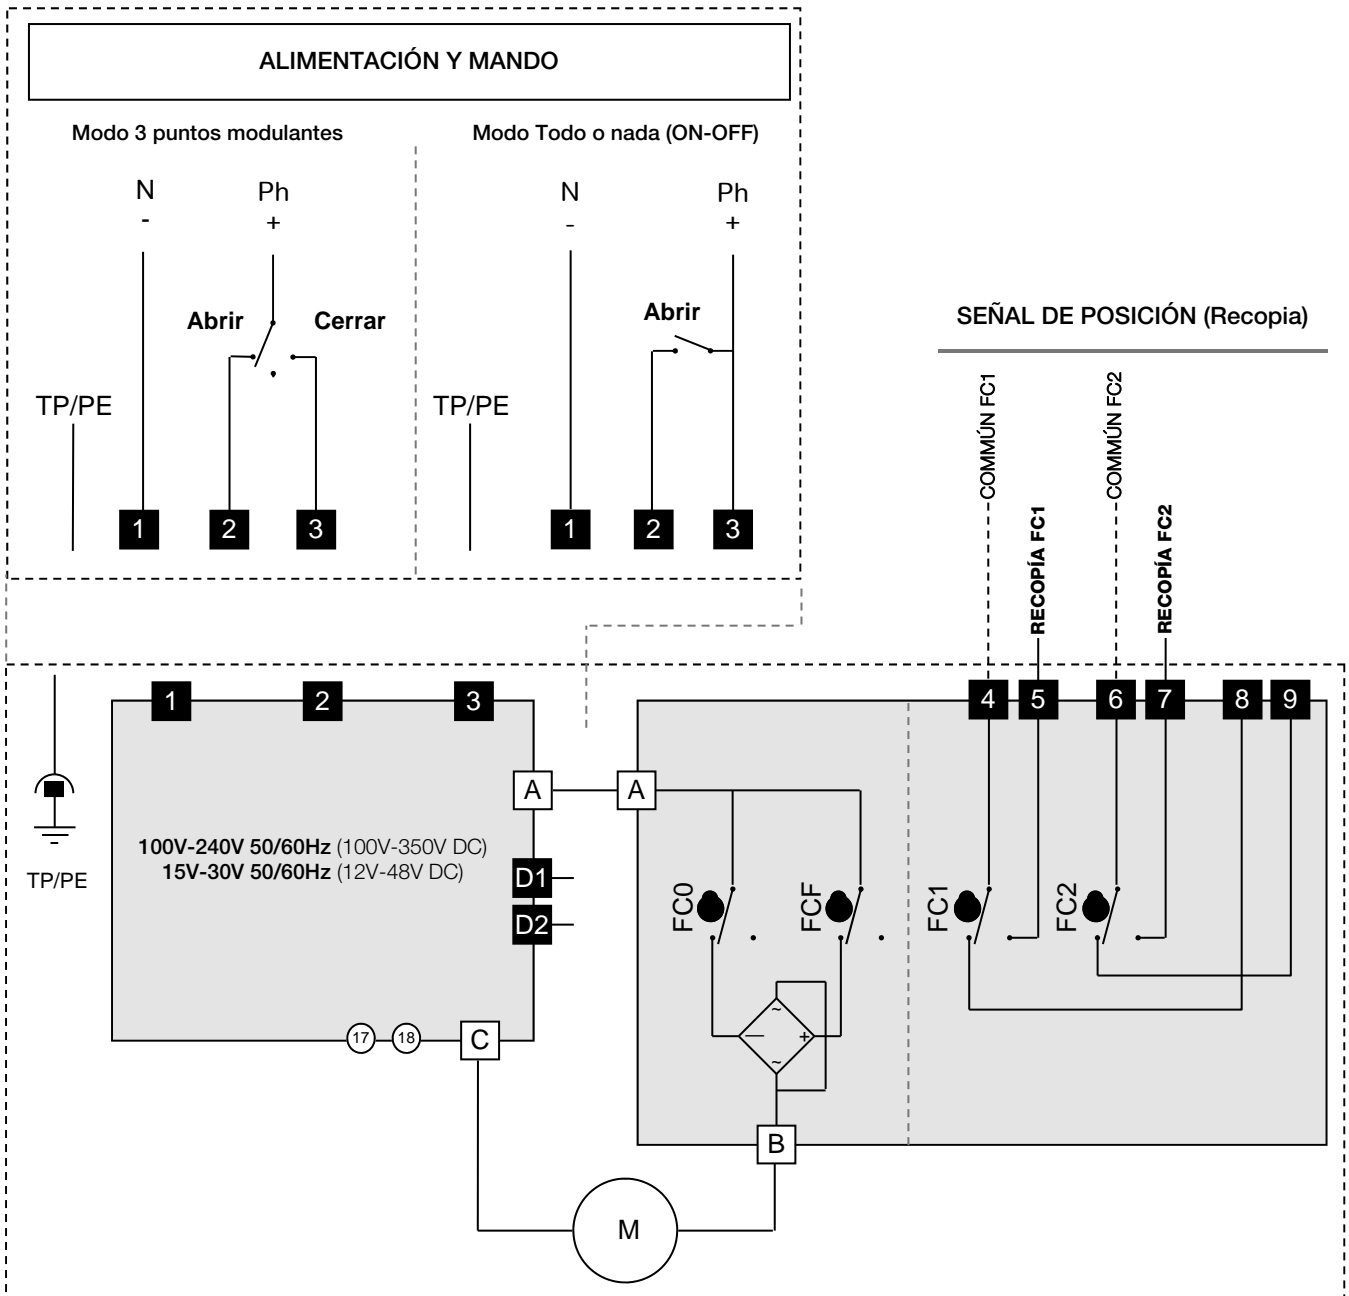 ALIMENTACIÓN Y MANDO
Modo 3 puntos modulantes
Modo Todo o nada (ON-OFF)
N
Ph
N
Ph
-
+
-
+
Abrir
Cerrar
Abrir
TP/PE
TP/PE
1
2
3
1
2
3
SEÑAL DE POSICIÓN (Recopia)
COMMÚN FC1
RECOPÍA FC1
COMMÚN FC2
RECOPÍA FC2
1
2
3
4
5
6
7
8
9
A
A
100V-240V 50/60Hz (100V-350V DC)
15V-30V 50/60Hz (12V-48V DC)
TP/PE
D1
D2
FC0
FCF
FC1
FC2
~
—
+
~
17
18
C
B
M